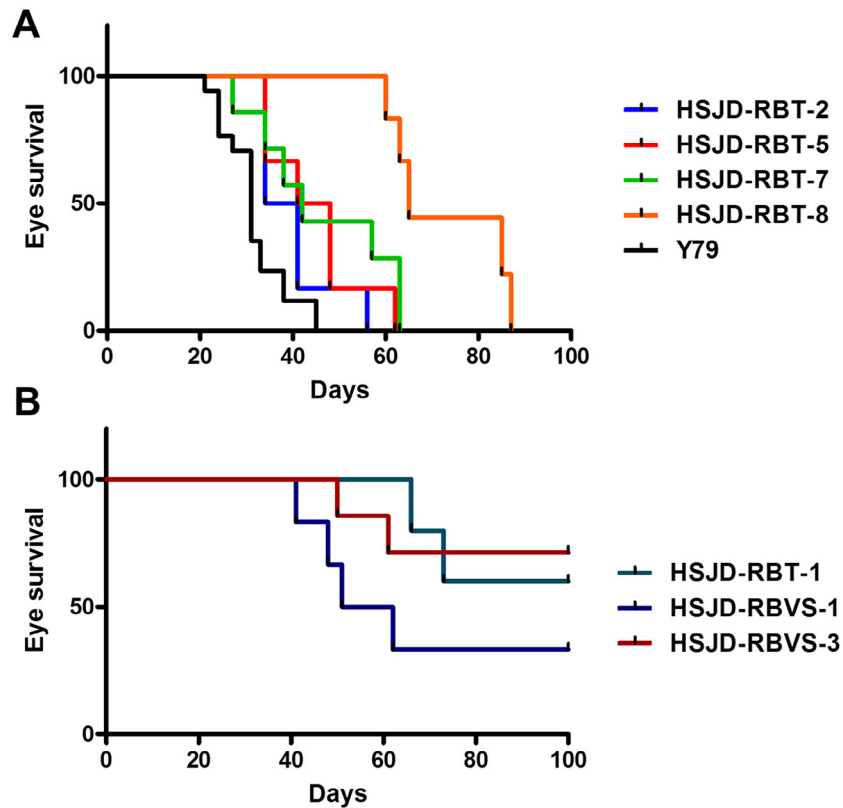 A
Eye survival
100
50
0
0 20 40 60 80 100
Days
HSJD-RBT-2
HSJD-RBT-5
HSJD-RBT-7
HSJD-RBT-8
Y79
B
Eye survival
100
50
0
0 20 40 60 80 100
Days
HSJD-RBT-1
HSJD-RBVS-1
HSJD-RBVS-3